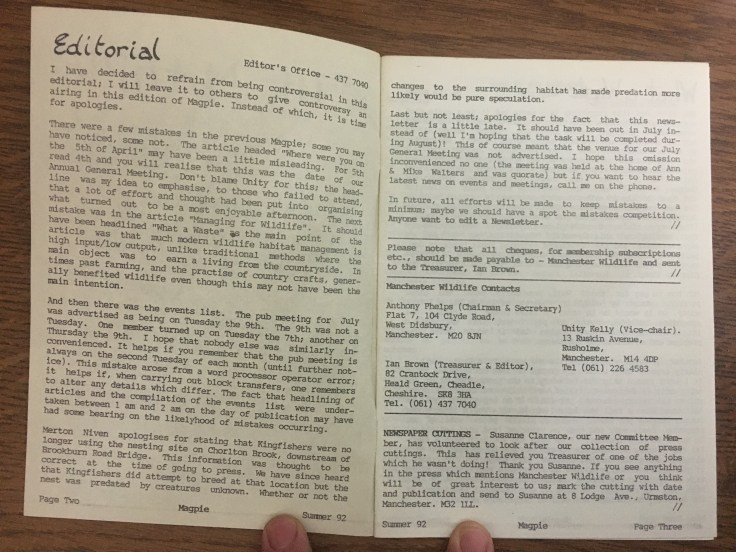 Editorial
Editor's Office - 437 7040
I have decided to refrain from being controversial in this
editorial; I will leave it to others to give controversy an
airing in this edition of Magpie. Instead of which, it is time
for apologies.
There were a few mistakes in the previous Magpie; some you may
have noticed, some not. The article headed "Where were you on
the 5th of April" may have been a little misleading. For 5th
read 4th and you will realise that this was the date of our
Annual General Meeting. Don't blame Unity for this; the head-
line was my idea to emphasise, to those who failed to attend,
that a lot of effort and thought had been put into organising
what turned out to be a most enjoyable afternoon. The next
mistake was in the article "Managing for Wildlife". It should
have been headlined "What a Waste" as the main point of the
article was that much modern wildlife habitat management is
high input/low output, unlike traditional methods where the
main object was to earn a living from the countryside. In
times past farming, and the practise of country crafts, gener-
ally benefited wildlife even though this may not have been the
main intention.
And then there was the events list. The pub meeting for July
was advertised as being on Tuesday the 9th. The 9th was not a
Tuesday. One member turned up on Tuesday the 7th; another on
Thursday the 9th. I hope that nobody else was similarly in-
convenienced. It helps if you remember that the pub meeting is
always on the second Tuesday of each month (until further not-
ice). This mistake arose from a word processor operator error;
it helps if, when carrying out block transfers, one remembers
to alter any details which differ. The fact that headlining of
articles and the compilation of the events list were under-
taken between 1 am and 2 am on the day of publication may have
had some bearing on the likelyhood of mistakes occurring.
Merton Niven apologises for stating that Kingfishers were no
longer using the nesting site on Chorlton Brook, downstream of
Brookburn Road Bridge. This information was thought to be
correct at the time of going to press. We have since heard
that Kingfishers did attempt to breed at that location but the
nest was predated by creatures unknown. Whether or not the
Page Two
Magpie
Summer 92
changes to the surrounding habitat has made predation more
likely would be pure speculation.
Last but not least; apologies for the fact that this news-
letter is a little late. It should have been out in July in-
stead of (well I'm hoping that the task will be completed dur-
ing August)! This of course meant that the venue for our July
General Meeting was not advertised. I hope this omission
inconvenienced no one (the meeting was held at the home of Ann
& Mike Walters and was quorate) but if you want to hear the
latest news on events and meetings, call me on the phone.
In future, all efforts will be made to keep mistakes to a
minimum; maybe we should have a spot the mistakes competition.
Anyone want to edit a Newsletter. //
Please note that all cheques, for membership subscriptions
etc., should be made payable to - Manchester Wildlife and sent
to the Treasurer, Ian Brown. //
Manchester Wildlife Contacts
Anthony Phelps (Chairman & Secretary)
Flat 7, 104 Clyde Road,
West Didsbury,
Manchester. M20 8JN
Unity Kelly (Vice-chair).
13 Ruskin Avenue,
Rusholme,
Manchester. M14 4DP
Tel (061) 226 4583
Ian Brown (Treasurer & Editor),
82 Crantock Drive,
Heald Green, Cheadle,
Cheshire. SK8 3HA
Tel. (061) 437 7040
NEWSPAPER CUTTINGS - Susanne Clarence, our new Committee Mem-
ber, has volunteered to look after our collection of press
cuttings. This has relieved you Treasurer of one of the jobs
which he wasn't doing! Thank you Susanne. If you see anything
in the press which mentions Manchester Wildlife or you think
will be of great interest to us; mark the cutting with date
and publication and send to Susanne at 8 Lodge Ave., Urmston,
Manchester. M32 1LL. //
Summer 92
Magpie
Page Three